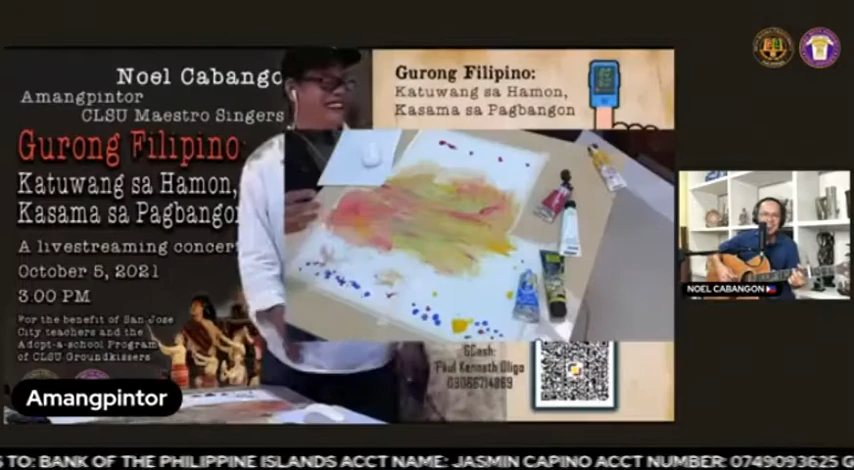 Noel Cabango
Amangpintor
CLSU Maestro Singers
Gurong Filipino
Katuwang sa Hamon,
Kasama sa Pagbangon
A livestreaming concert
October 5, 2021
3:00 PM
For the benefit of San Jose
City teachers and the
Adopt-a-school Program
of CLSU Groundkissers
Gurong Filipino:
Katuwang sa Hamon,
Kasama sa Pagbangon
GCash:
Paul Kenneth Oliga
NOEL CABANGON
Amangpintor
S TO: BANK OF THE PHILIPPINE ISLANDS ACCT NAME: JASMIN CAPINO ACCT NUMBER: 0749093625 G